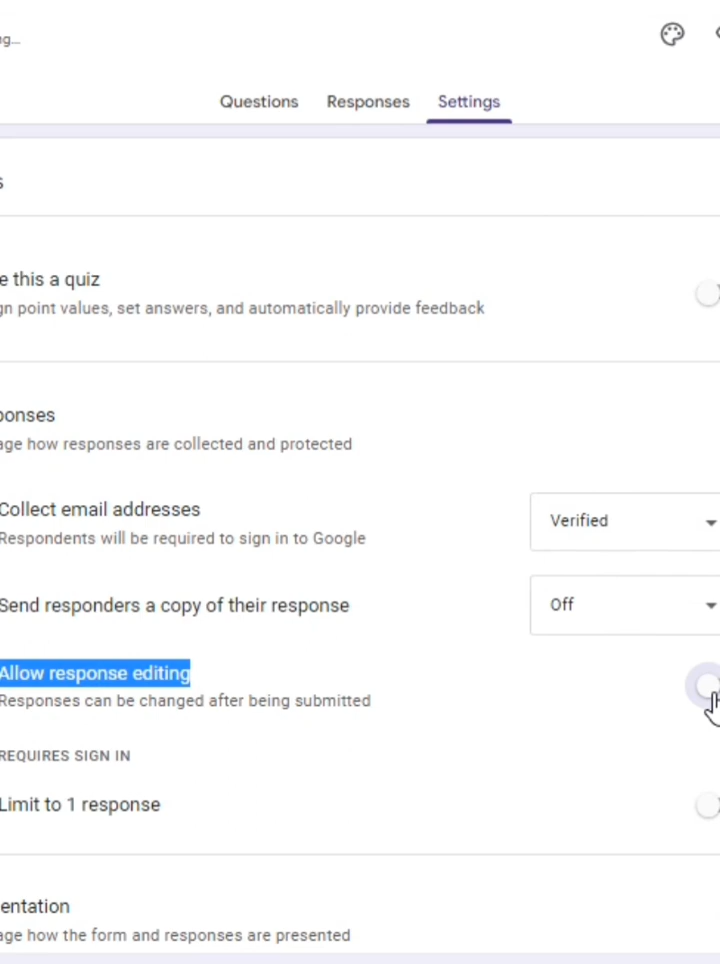 ng...
Questions Responses Settings
s
e this a quiz
gn point values, set answers, and automatically provide feedback
ponses
age how responses are collected and protected
Collect email addresses
Verified
Respondents will be required to sign in to Google
Send responders a copy of their response
Off
Allow response editing
Responses can be changed after being submitted
REQUIRES SIGN IN
Limit to 1 response
entation
age how the form and responses are presented